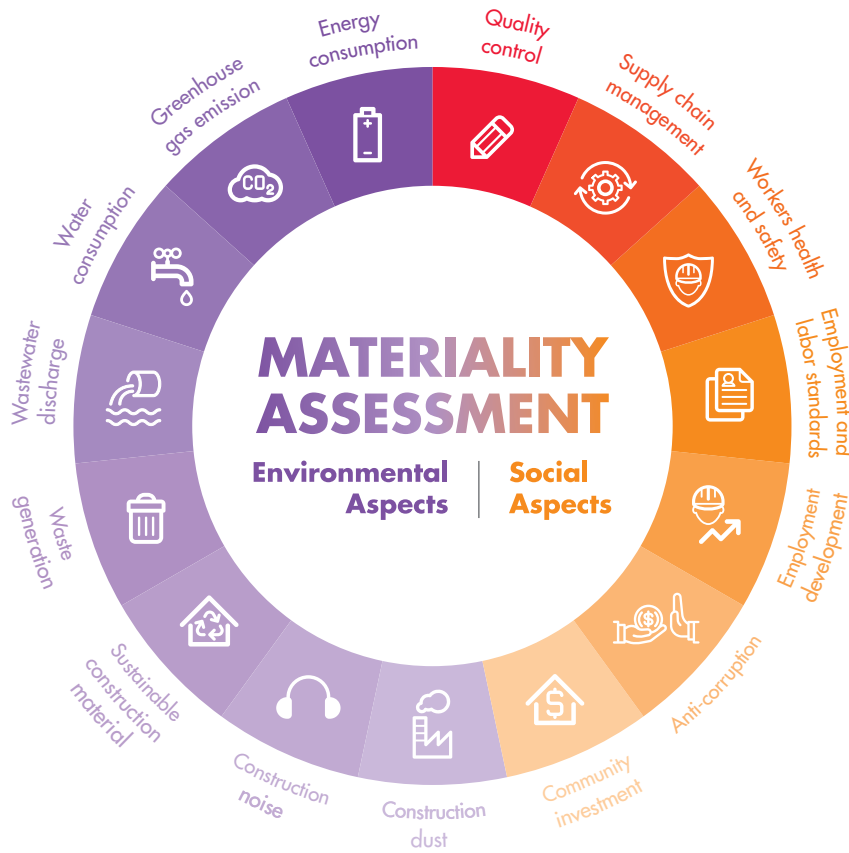 Energy
consumption
Quality
control
Supply chain
management
Workers health
and safety
Employment and
labor standards
Employment
development
Anti-corruption
Community
investment
Construction
dust
Construction
noise
Sustainable
construction
material
Waste
generation
Wastewater
discharge
Water
consumption
Greenhouse
gas emission
CO₂
$
$
MATERIALITY
ASSESSMENT
Environmental
Aspects
Social
Aspects